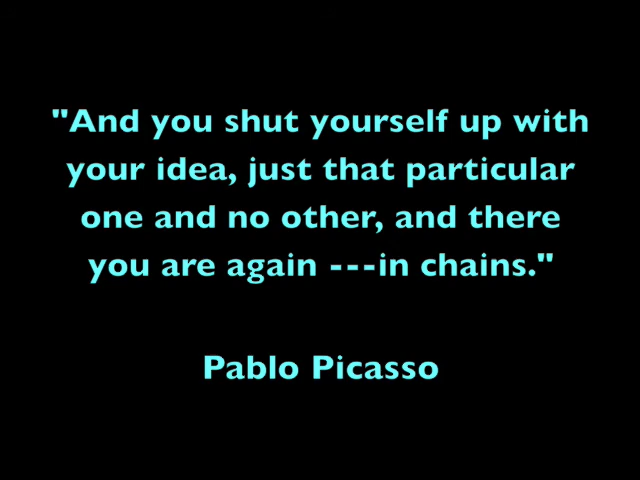 "And you shut yourself up with
your idea, just that particular
one and no other, and there
you are again ---in chains."
Pablo Picasso